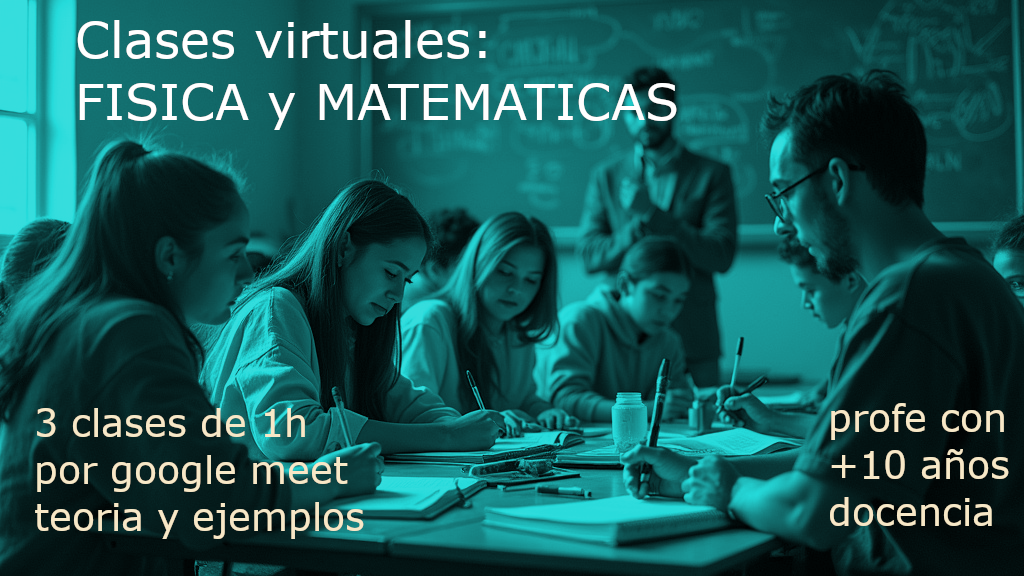 Clases virtuales:
FISICA y MATEMATICAS
3 clases de 1h
por google meet
teoria y ejemplos
profe con
+10 años
docencia